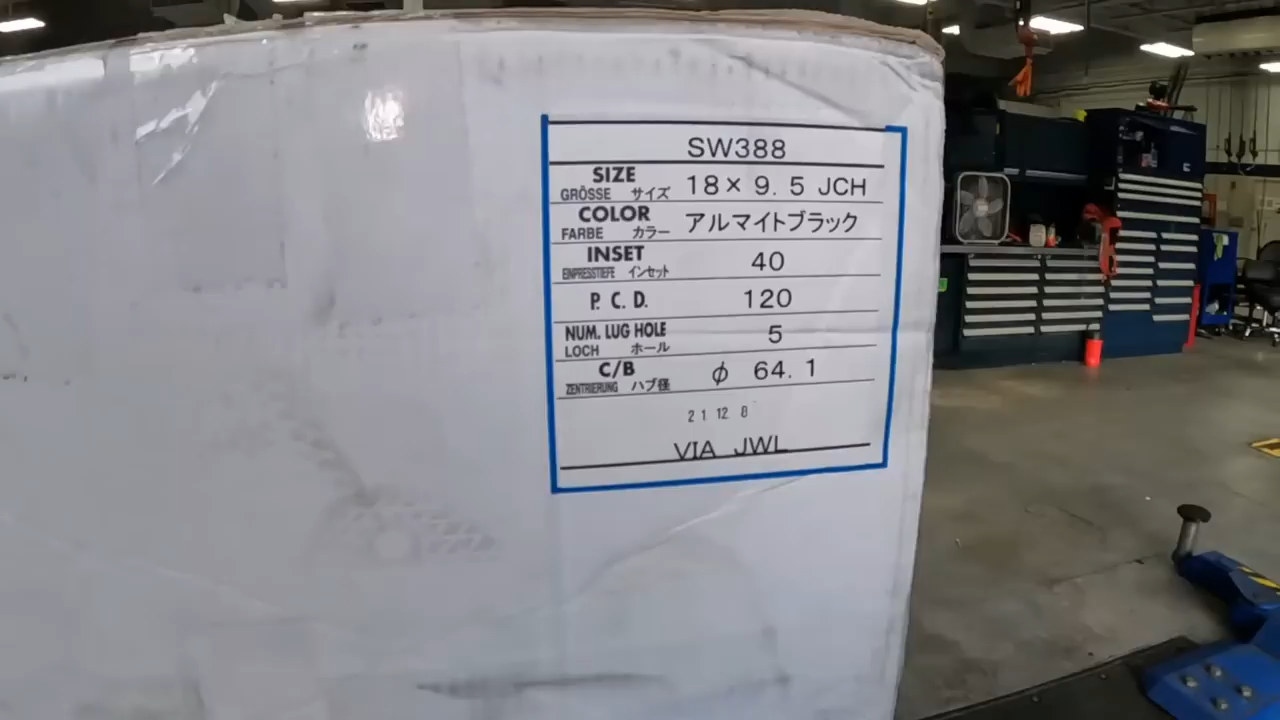 SW388
SIZE
GRÖSSE サイズ 18× 9. 5 JCH
COLOR
FARBE カラー アルマイトブラック
INSET
EINPRESSTIEFE インセット 40
P. C. D. 120
NUM. LUG HOLE
LOCH ホール 5
C/B
ZENTRIERUNG ハブ径 φ 64. 1
21 12 8
VIA JWL